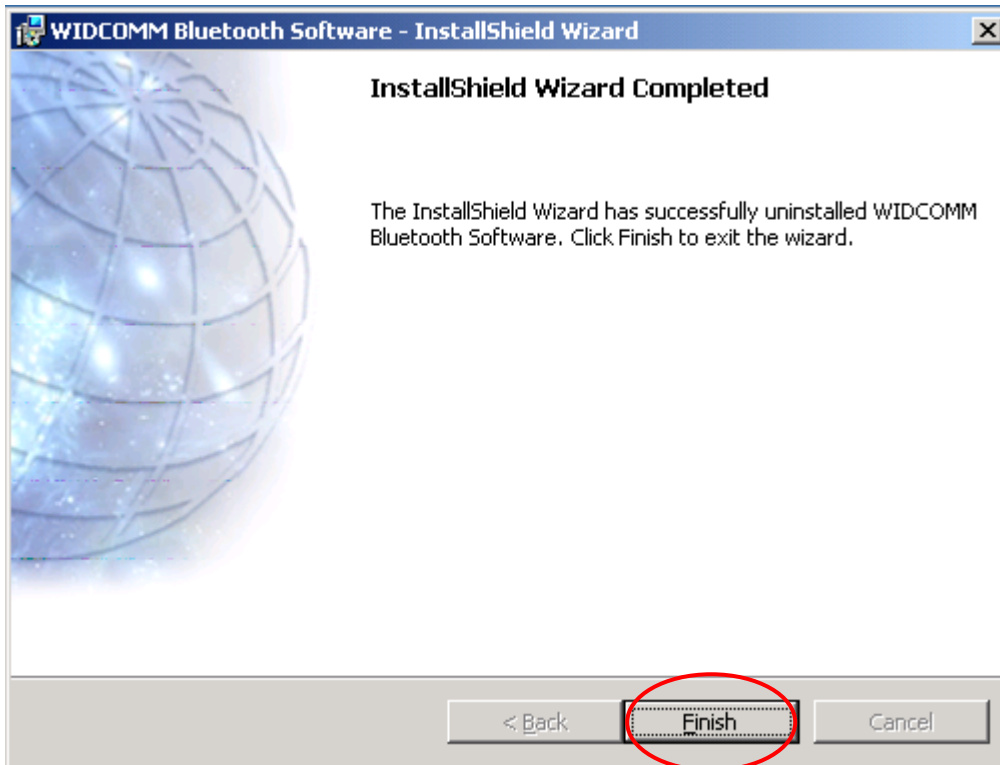 WIDCOMM Bluetooth Software - InstallShield Wizard
InstallShield Wizard Completed
The InstallShield Wizard has successfully uninstalled WIDCOMM
Bluetooth Software. Click Finish to exit the wizard.
< Back Finish Cancel